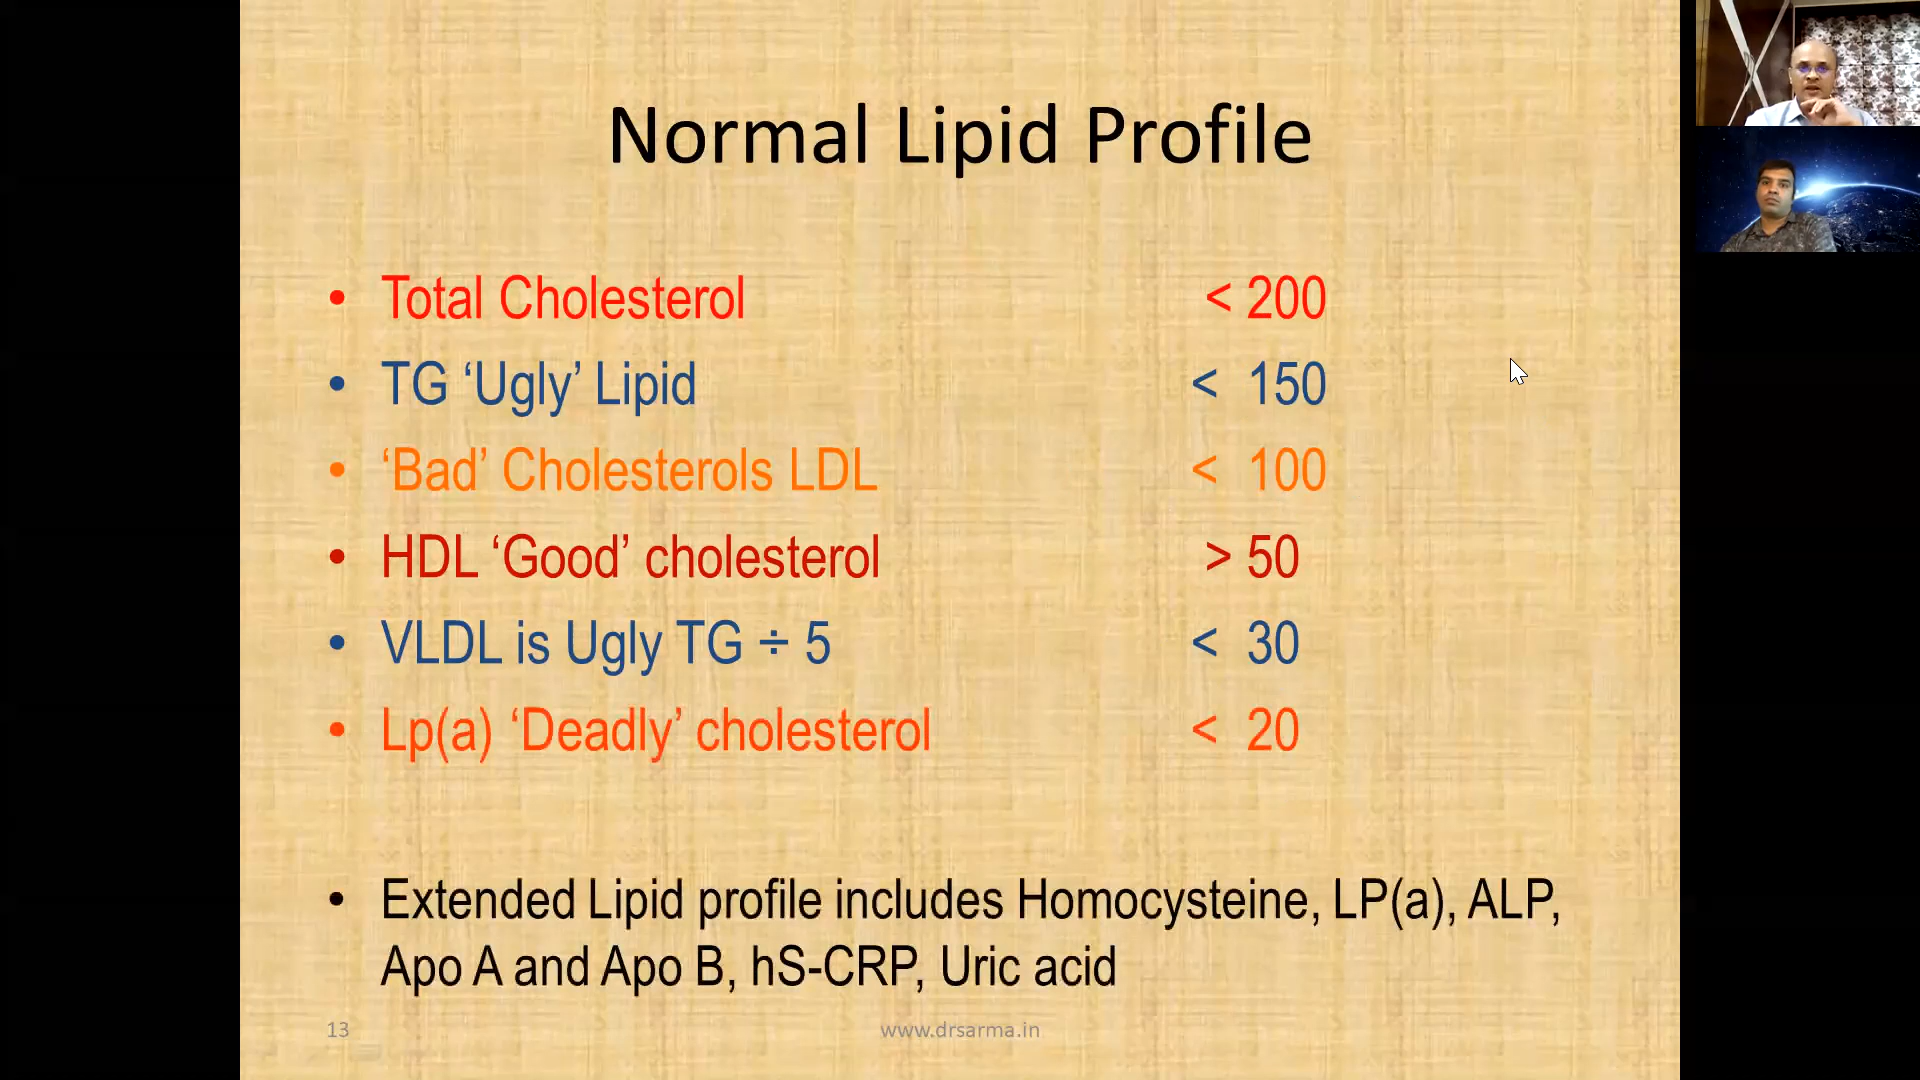 Normal Lipid Profile
• Total Cholesterol < 200
• TG ‘Ugly’ Lipid < 150
• ‘Bad’ Cholesterols LDL < 100
• HDL ‘Good’ cholesterol > 50
• VLDL is Ugly TG ÷ 5 < 30
• Lp(a) ‘Deadly’ cholesterol < 20
• Extended Lipid profile includes Homocysteine, LP(a), ALP,
Apo A and Apo B, hS-CRP, Uric acid
13 www.drsarma.in